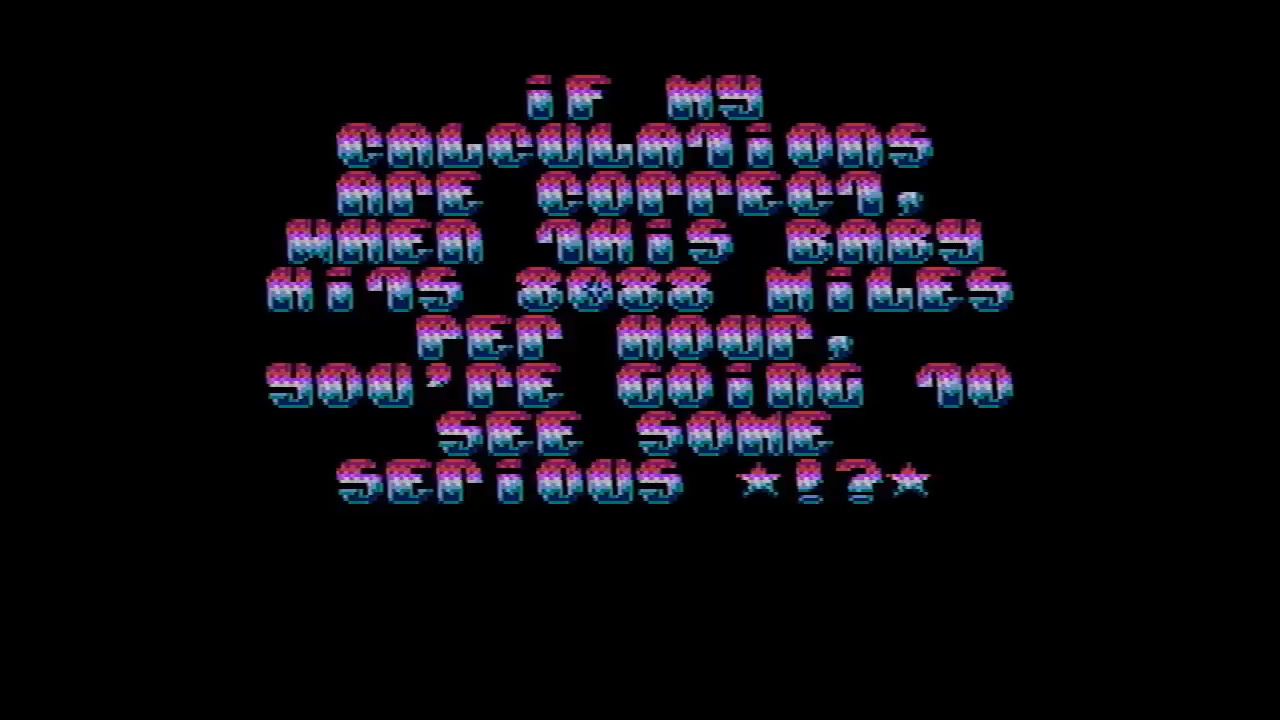 iF MY
CALCULATiONS
ARE CORRECT,
WHEN THiS BABY
HiTS 8088 MiLES
PER HOUR,
YOU'RE GOiNG TO
SEE SOME
SERiOUS ★!?★